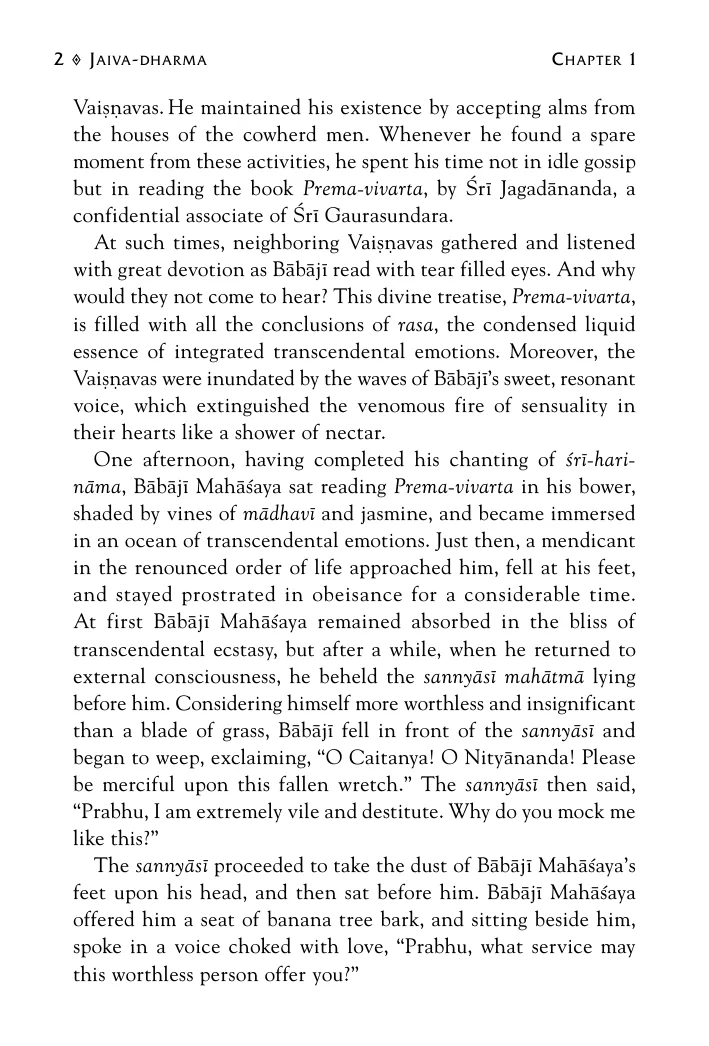 2 ◈ JAIVA-DHARMA CHAPTER 1
Vaiṣṇavas. He maintained his existence by accepting alms from
the houses of the cowherd men. Whenever he found a spare
moment from these activities, he spent his time not in idle gossip
but in reading the book Prema-vivarta, by Śrī Jagadānanda, a
confidential associate of Śrī Gaurasundara.
At such times, neighboring Vaiṣṇavas gathered and listened
with great devotion as Bābājī read with tear filled eyes. And why
would they not come to hear? This divine treatise, Prema-vivarta,
is filled with all the conclusions of rasa, the condensed liquid
essence of integrated transcendental emotions. Moreover, the
Vaiṣṇavas were inundated by the waves of Bābājī’s sweet, resonant
voice, which extinguished the venomous fire of sensuality in
their hearts like a shower of nectar.
One afternoon, having completed his chanting of śrī-hari-
nāma, Bābājī Mahāśaya sat reading Prema-vivarta in his bower,
shaded by vines of mādhavī and jasmine, and became immersed
in an ocean of transcendental emotions. Just then, a mendicant
in the renounced order of life approached him, fell at his feet,
and stayed prostrated in obeisance for a considerable time.
At first Bābājī Mahāśaya remained absorbed in the bliss of
transcendental ecstasy, but after a while, when he returned to
external consciousness, he beheld the sannyāsī mahātmā lying
before him. Considering himself more worthless and insignificant
than a blade of grass, Bābājī fell in front of the sannyāsī and
began to weep, exclaiming, “O Caitanya! O Nityānanda! Please
be merciful upon this fallen wretch.” The sannyāsī then said,
“Prabhu, I am extremely vile and destitute. Why do you mock me
like this?”
The sannyāsī proceeded to take the dust of Bābājī Mahāśaya’s
feet upon his head, and then sat before him. Bābājī Mahāśaya
offered him a seat of banana tree bark, and sitting beside him,
spoke in a voice choked with love, “Prabhu, what service may
this worthless person offer you?”